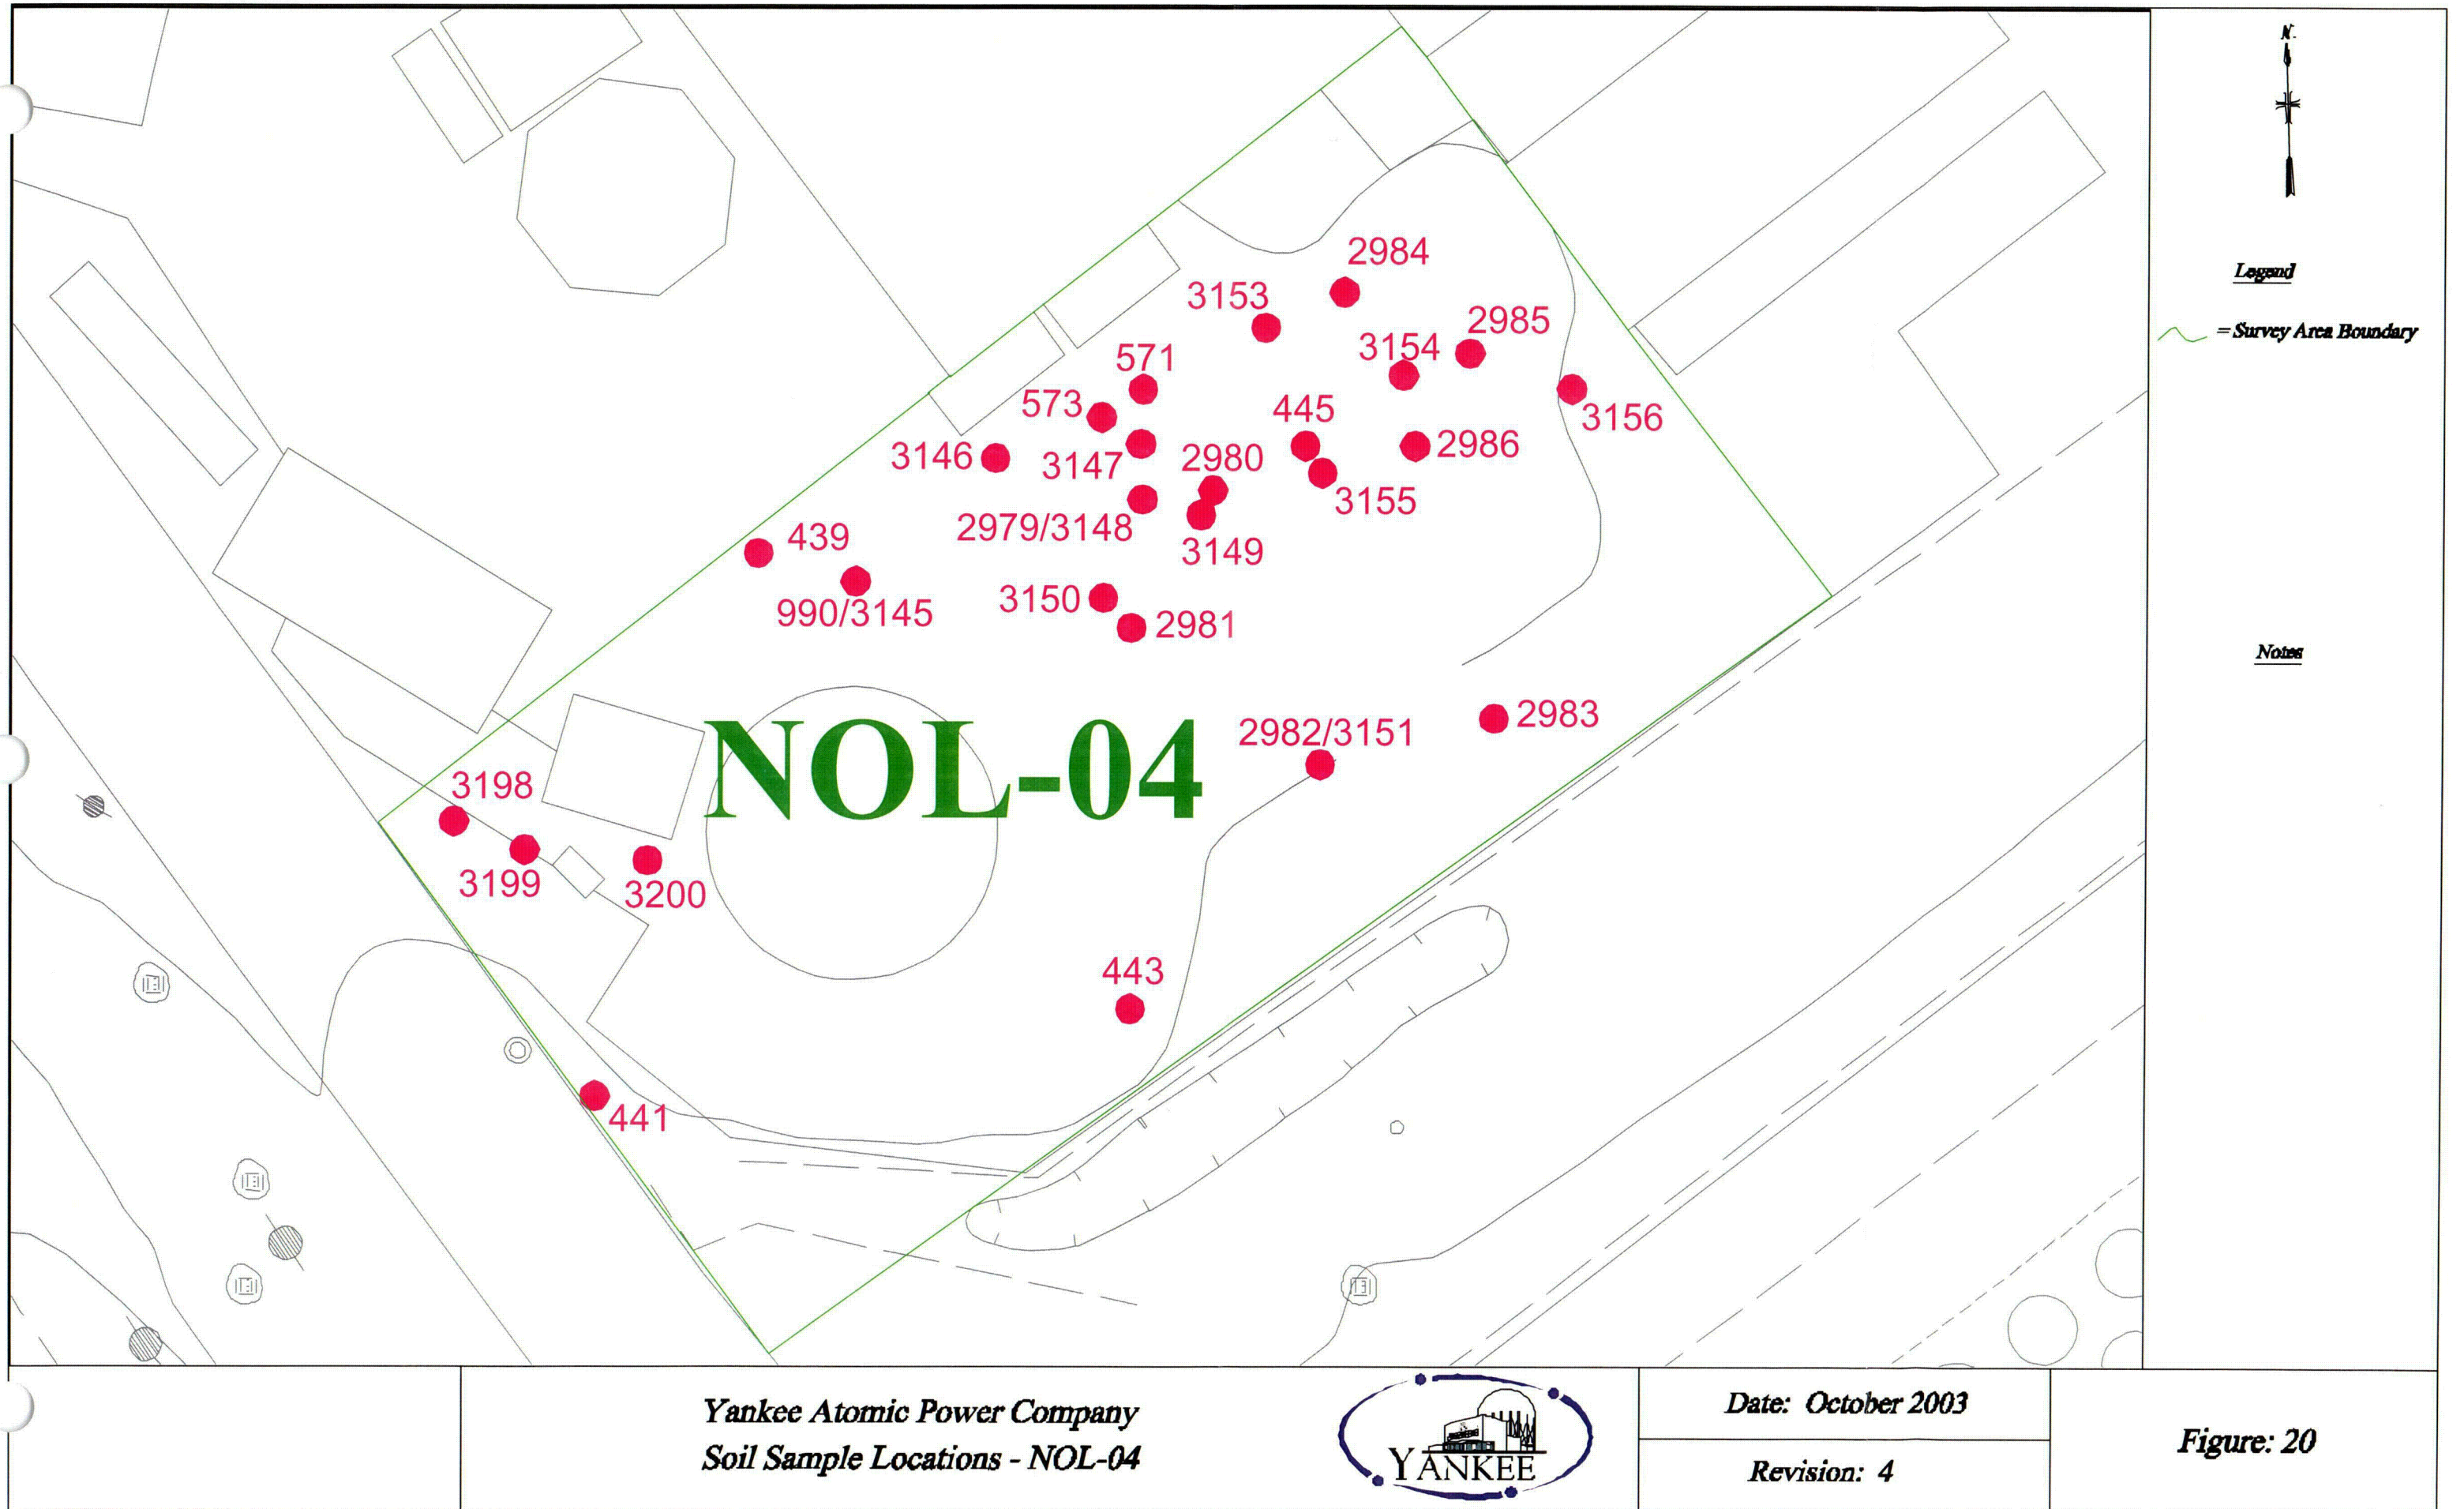 N.
Legend
= Survey Area Boundary
Notes
2984
3153
2985
3154
571
573
445
3156
3146
3147
2980
2986
3155
2979/3148
3149
439
990/3145
3150
2981
NOL-04
2982/3151
2983
3198
3199
3200
443
441
Yankee Atomic Power Company
Soil Sample Locations - NOL-04
YANKEE
Date: October 2003
Revision: 4
Figure: 20